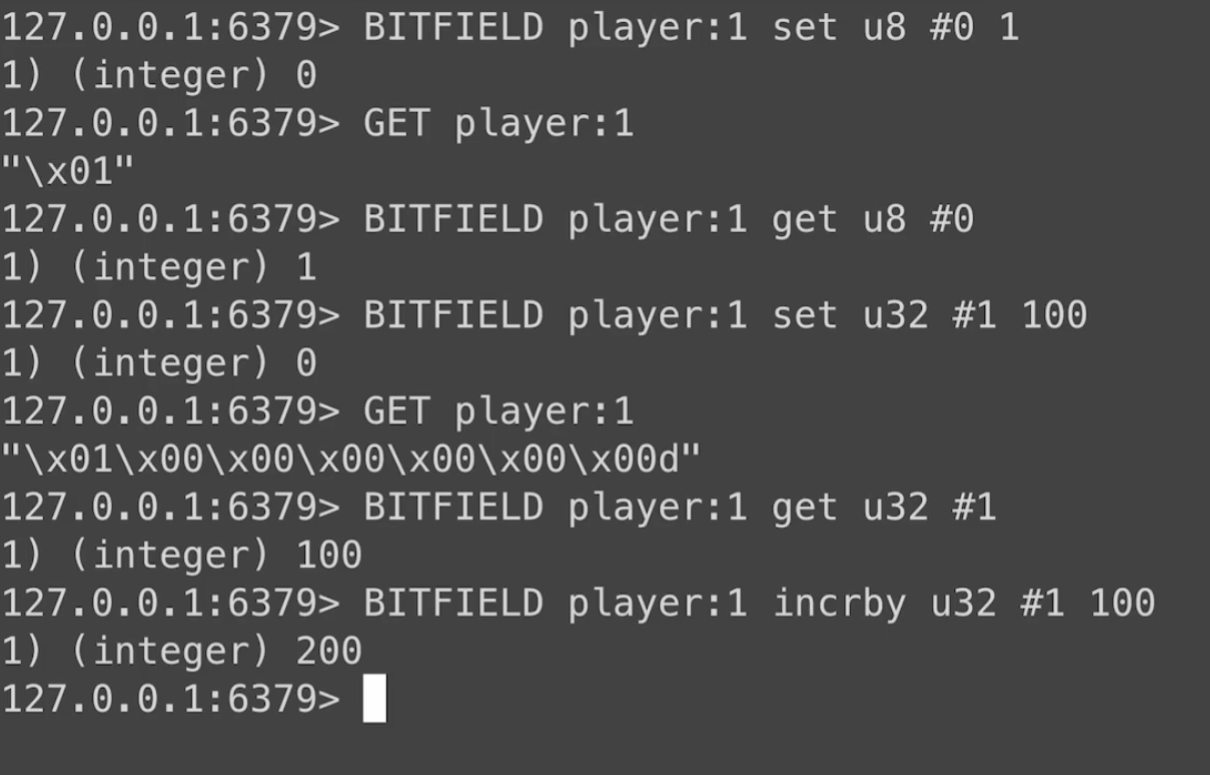 127.0.0.1:6379> BITFIELD player:1 set u8 #0 1
1) (integer) 0
127.0.0.1:6379> GET player:1
"\x01"
127.0.0.1:6379> BITFIELD player:1 get u8 #0
1) (integer) 1
127.0.0.1:6379> BITFIELD player:1 set u32 #1 100
1) (integer) 0
127.0.0.1:6379> GET player:1
"\x01\x00\x00\x00\x00\x00\x00d"
127.0.0.1:6379> BITFIELD player:1 get u32 #1
1) (integer) 100
127.0.0.1:6379> BITFIELD player:1 incrby u32 #1 100
1) (integer) 200
127.0.0.1:6379>